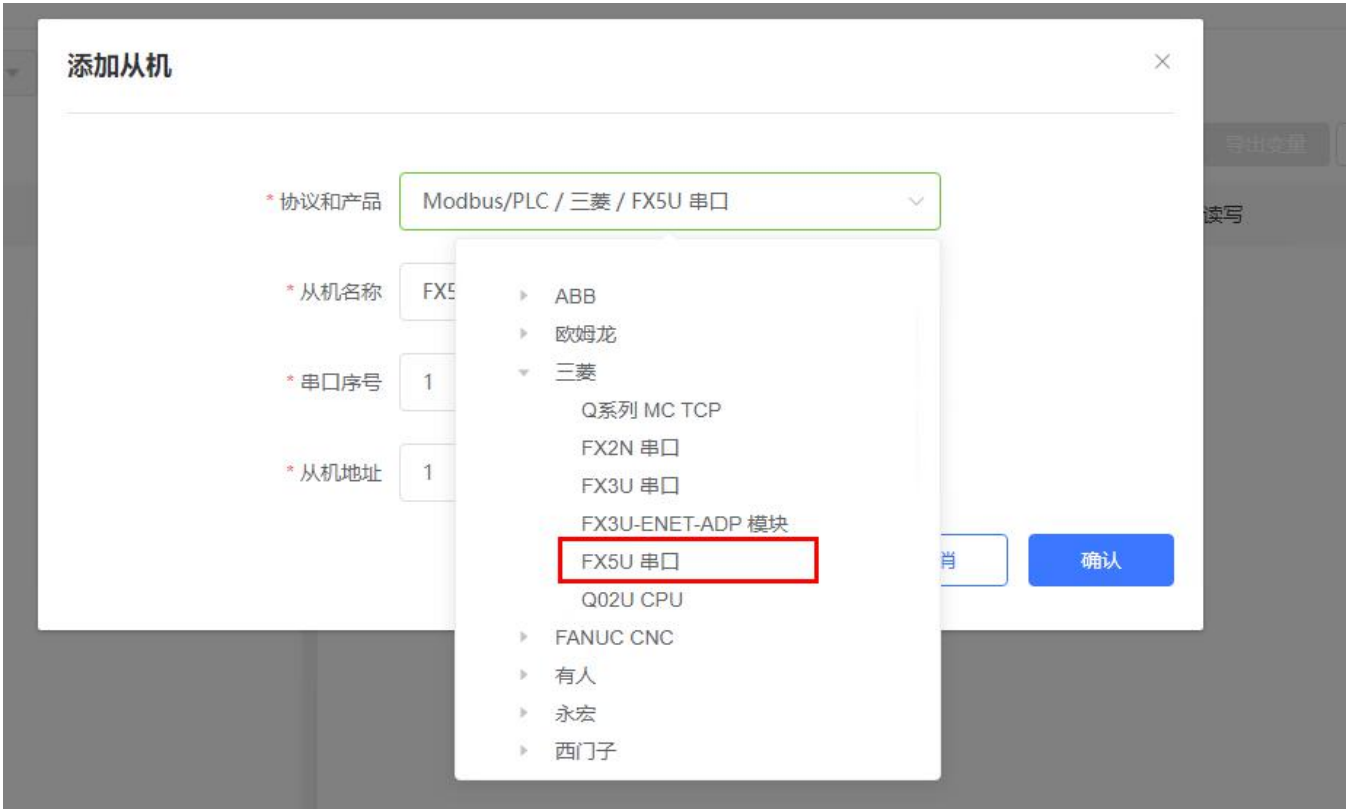 添加从机
导出变量
* 协议和产品 Modbus/PLC / 三菱 / FX5U 串口
读写
* 从机名称 FX5
ABB
欧姆龙
* 串口序号 1
三菱
Q系列 MC TCP
FX2N 串口
* 从机地址 1
FX3U 串口
FX3U-ENET-ADP 模块
FX5U 串口
消 确认
Q02U CPU
FANUC CNC
有人
永宏
西门子